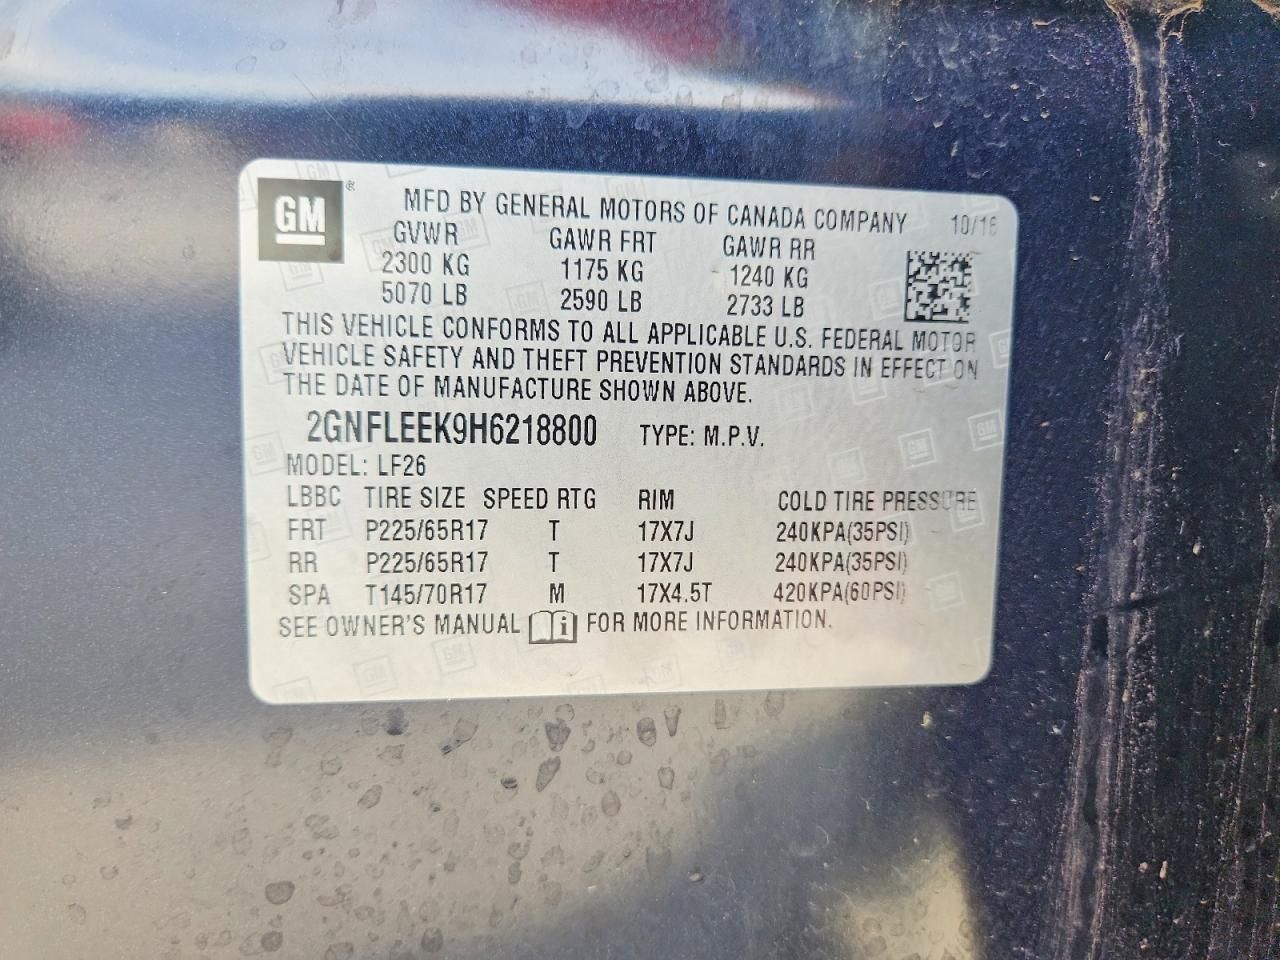 GM ® MFD BY GENERAL MOTORS OF CANADA COMPANY 10/16
GVWR GAWR FRT GAWR RR
2300 KG 1175 KG 1240 KG
5070 LB 2590 LB 2733 LB
THIS VEHICLE CONFORMS TO ALL APPLICABLE U.S. FEDERAL MOTOR
VEHICLE SAFETY AND THEFT PREVENTION STANDARDS IN EFFECT ON
THE DATE OF MANUFACTURE SHOWN ABOVE.
2GNFLEEK9H6218800 TYPE: M.P.V.
MODEL: LF26
LBBC TIRE SIZE SPEED RTG RIM COLD TIRE PRESSURE
FRT P225/65R17 T 17X7J 240KPA(35PSI)
RR P225/65R17 T 17X7J 240KPA(35PSI)
SPA T145/70R17 M 17X4.5T 420KPA(60PSI)
SEE OWNER'S MANUAL i FOR MORE INFORMATION.